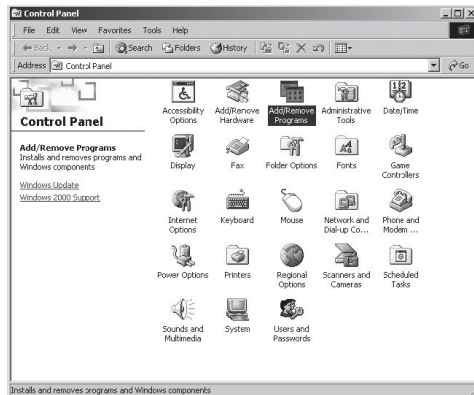 Control Panel
File Edit View Favorites Tools Help
Back Search Folders History
Address Control Panel Go
Control Panel
Add/Remove Programs
Installs and removes programs and
Windows components
Windows Update
Windows 2000 Support
Accessibility
Options
Add/Remove
Hardware
Add/Remove
Programs
Administrative
Tools
Date/Time
Display
Fax
Folder Options
Fonts
Game
Controllers
Internet
Options
Keyboard
Mouse
Network and
Dial-up Co...
Phone and
Modem ...
Power Options
Printers
Regional
Options
Scanners and
Cameras
Scheduled
Tasks
Sounds and
Multimedia
System
Users and
Passwords
Installs and removes programs and Windows components